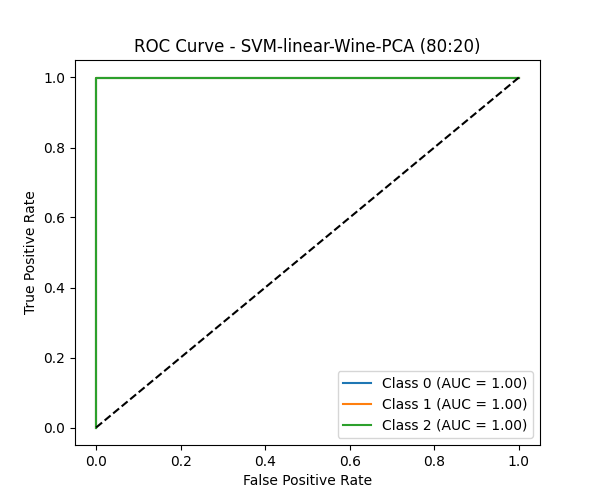 ROC Curve - SVM-linear-Wine-PCA (80:20)
True Positive Rate
1.0
0.8
0.6
0.4
0.2
0.0
Class 0 (AUC = 1.00)
Class 1 (AUC = 1.00)
Class 2 (AUC = 1.00)
0.0 0.2 0.4 0.6 0.8 1.0
False Positive Rate